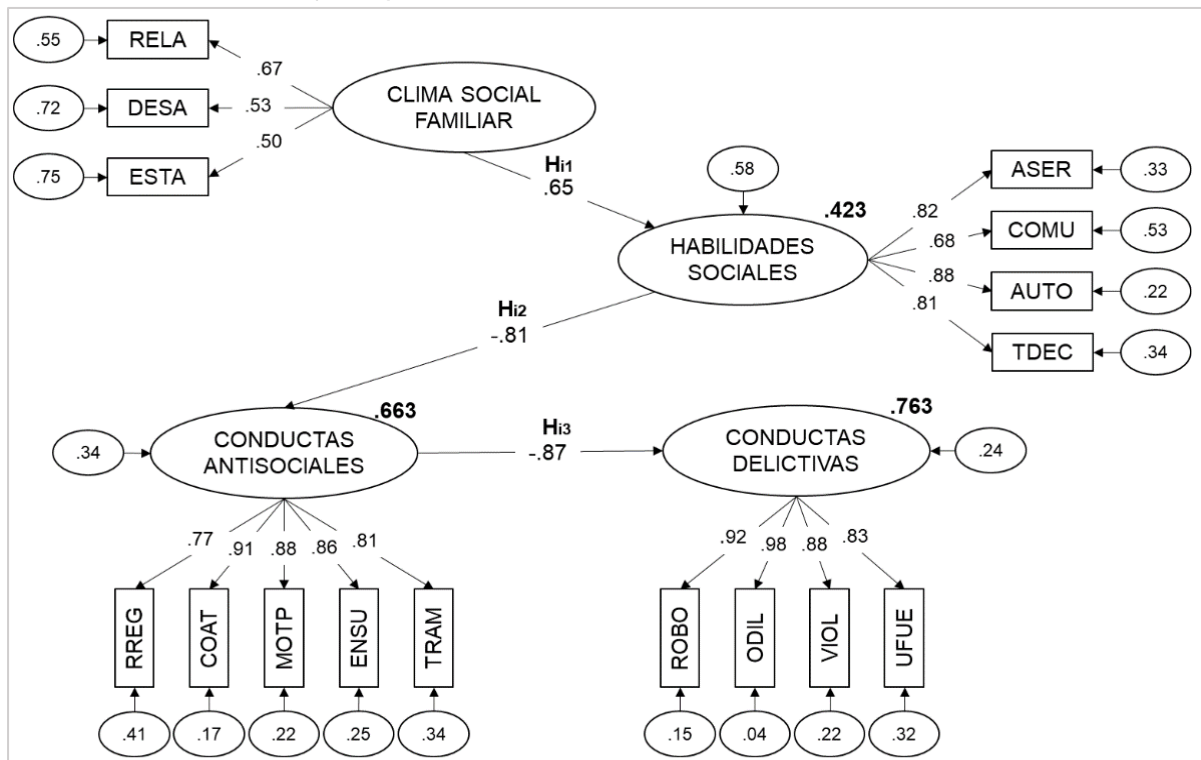 .55
RELA
.67
.72
DESA
.53
.75
ESTA
.50
CLIMA SOCIAL
FAMILIAR
Hi1
.65
.58
.423
HABILIDADES
SOCIALES
.82
ASER
.33
.68
COMU
.53
.88
AUTO
.22
.81
TDEC
.34
Hi2
-.81
.663
.34
CONDUCTAS
ANTISOCIALES
Hi3
-.87
.763
CONDUCTAS
DELICTIVAS
.24
.77
.91
.88
.86
.81
RREG
COAT
MOTP
ENSU
TRAM
.41
.17
.22
.25
.34
.92
.98
.88
.83
ROBO
ODIL
VIOL
UFUE
.15
.04
.22
.32